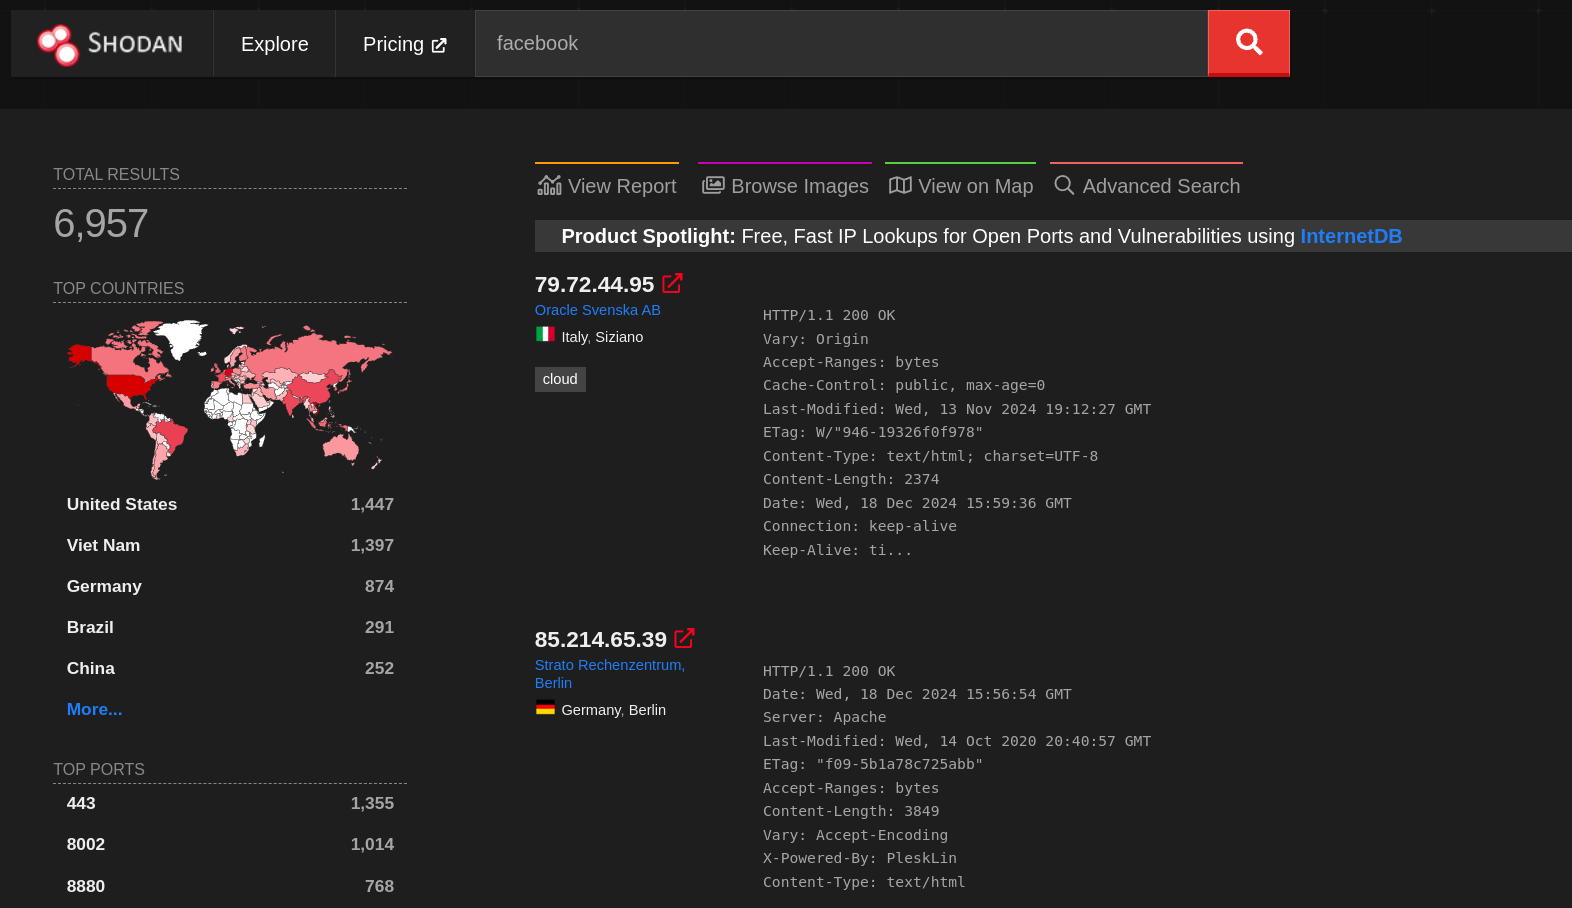 SHODAN
Explore
Pricing
facebook
TOTAL RESULTS
6,957
TOP COUNTRIES
United States 1,447
Viet Nam 1,397
Germany 874
Brazil 291
China 252
More...
TOP PORTS
443 1,355
8002 1,014
8880 768
View Report
Browse Images
View on Map
Advanced Search
Product Spotlight: Free, Fast IP Lookups for Open Ports and Vulnerabilities using InternetDB
79.72.44.95
Oracle Svenska AB
Italy, Siziano
cloud
HTTP/1.1 200 OK
Vary: Origin
Accept-Ranges: bytes
Cache-Control: public, max-age=0
Last-Modified: Wed, 13 Nov 2024 19:12:27 GMT
ETag: W/"946-19326f0f978"
Content-Type: text/html; charset=UTF-8
Content-Length: 2374
Date: Wed, 18 Dec 2024 15:59:36 GMT
Connection: keep-alive
Keep-Alive: ti...
85.214.65.39
Strato Rechenzentrum,
Berlin
Germany, Berlin
HTTP/1.1 200 OK
Date: Wed, 18 Dec 2024 15:56:54 GMT
Server: Apache
Last-Modified: Wed, 14 Oct 2020 20:40:57 GMT
ETag: "f09-5b1a78c725abb"
Accept-Ranges: bytes
Content-Length: 3849
Vary: Accept-Encoding
X-Powered-By: PleskLin
Content-Type: text/html